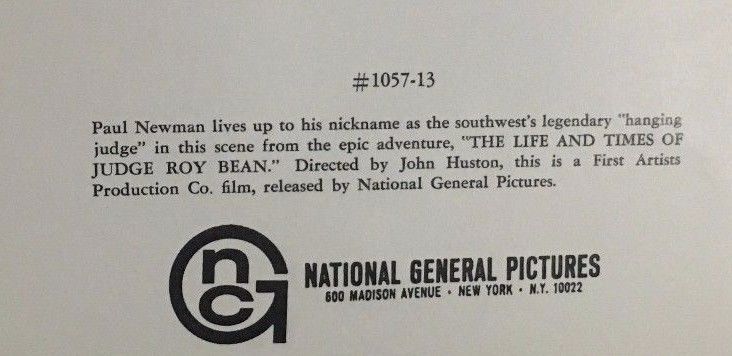 #1057-13
Paul Newman lives up to his nickname as the southwest's legendary "hanging
judge" in this scene from the epic adventure, "THE LIFE AND TIMES OF
JUDGE ROY BEAN." Directed by John Huston, this is a First Artists
Production Co. film, released by National General Pictures.
nGc
NATIONAL GENERAL PICTURES
600 MADISON AVENUE • NEW YORK • N.Y. 10022